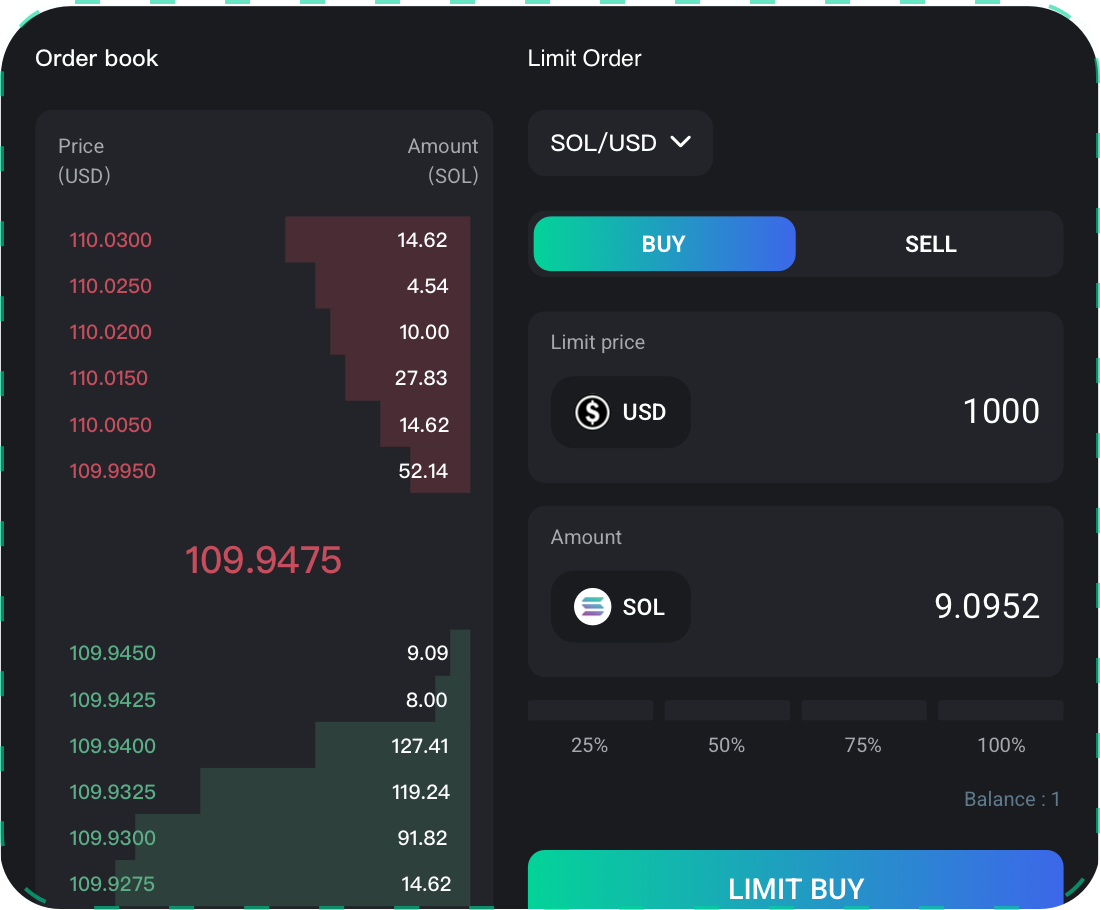 Order book
Price
(USD)
Amount
(SOL)
110.0300 14.62
110.0250 4.54
110.0200 10.00
110.0150 27.83
110.0050 14.62
109.9950 52.14
109.9475
109.9450 9.09
109.9425 8.00
109.9400 127.41
109.9325 119.24
109.9300 91.82
109.9275 14.62
Limit Order
SOL/USD
BUY SELL
Limit price
$ USD 1000
Amount
SOL 9.0952
25% 50% 75% 100%
Balance : 1
LIMIT BUY